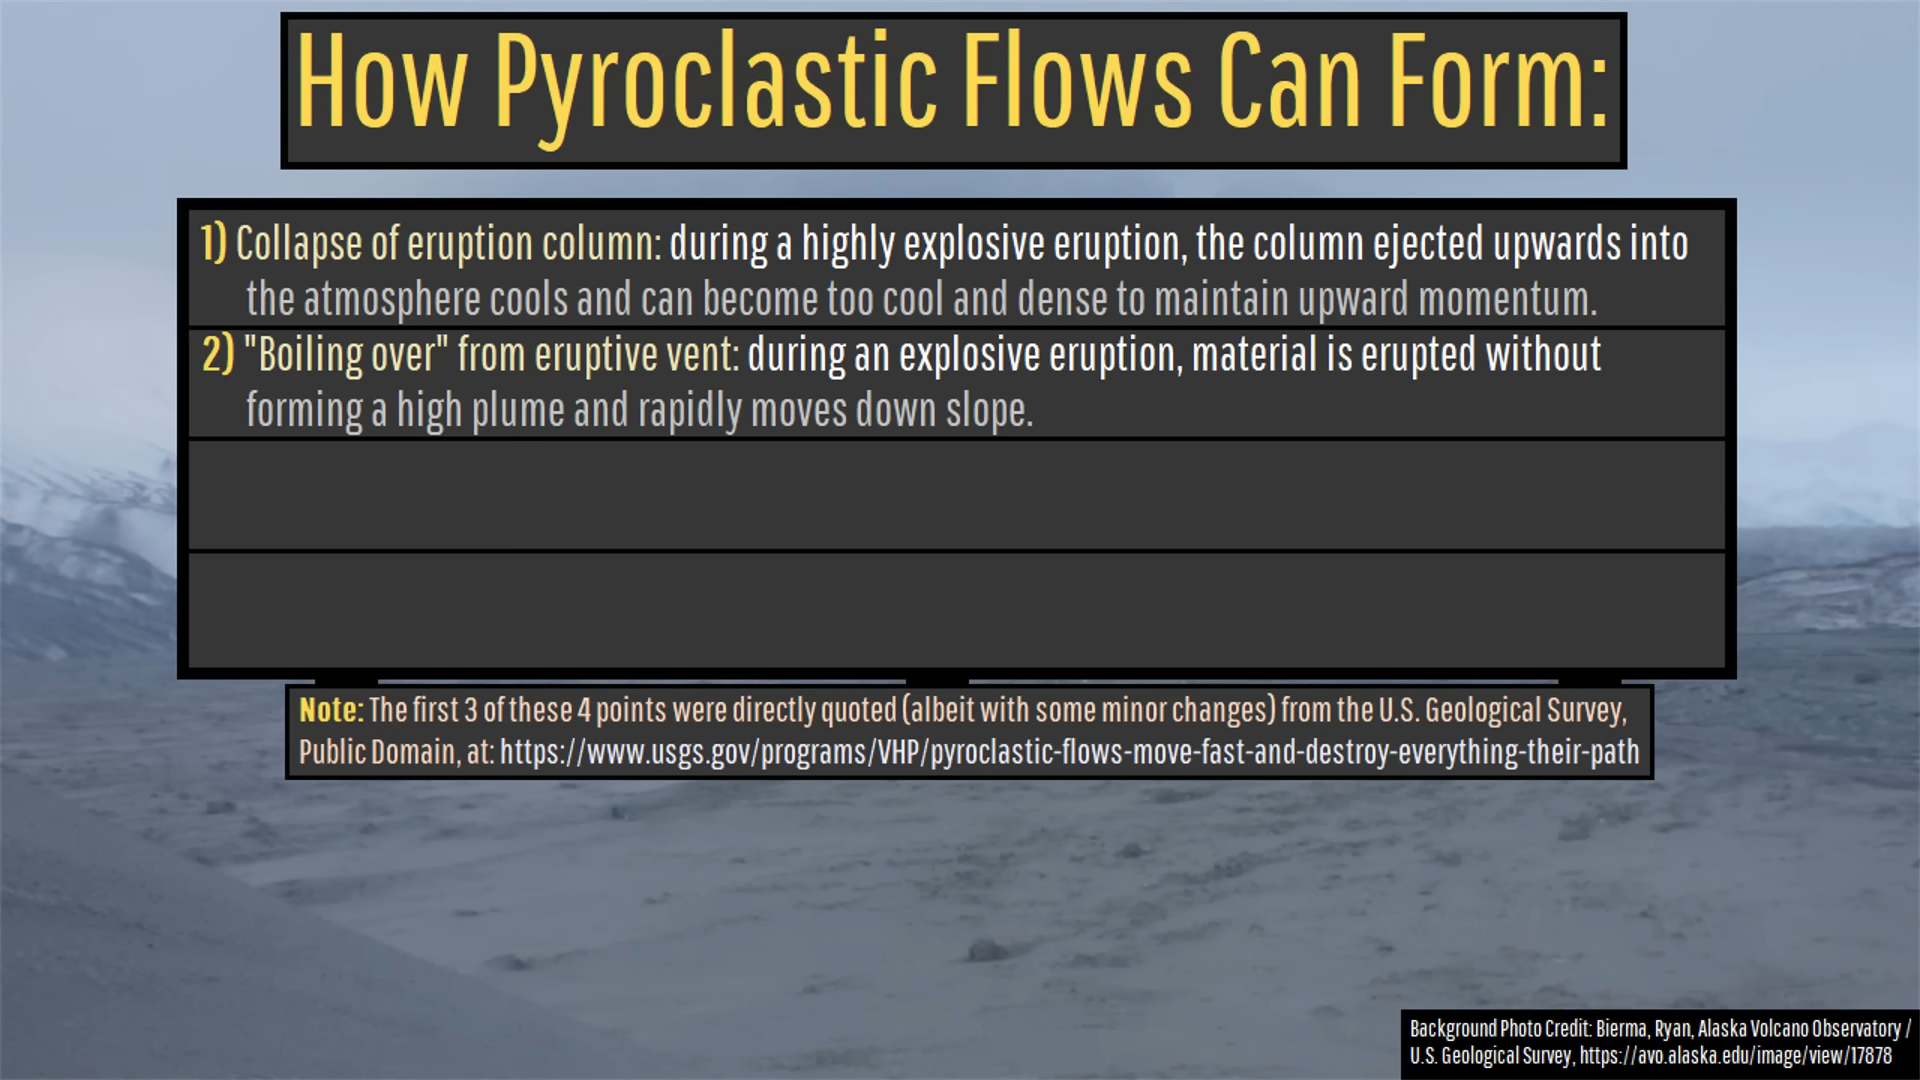 How Pyroclastic Flows Can Form:
1) Collapse of eruption column: during a highly explosive eruption, the column ejected upwards into
the atmosphere cools and can become too cool and dense to maintain upward momentum.
2) "Boiling over" from eruptive vent: during an explosive eruption, material is erupted without
forming a high plume and rapidly moves down slope.
Note: The first 3 of these 4 points were directly quoted (albeit with some minor changes) from the U.S. Geological Survey,
Public Domain, at: https://www.usgs.gov/programs/VHP/pyroclastic-flows-move-fast-and-destroy-everything-their-path
Background Photo Credit: Bierma, Ryan, Alaska Volcano Observatory /
U.S. Geological Survey, https://avo.alaska.edu/image/view/17878